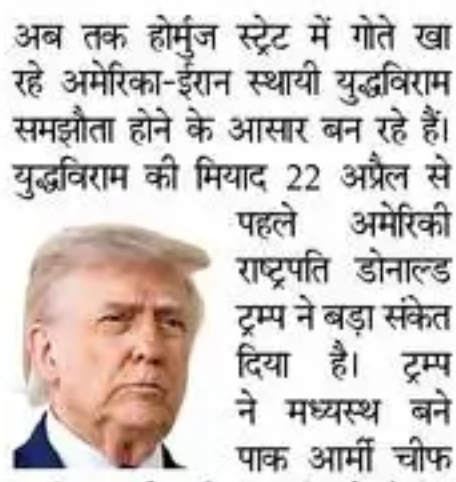 अब तक होर्मुज स्ट्रेट में गोते खा
रहे अमेरिका-ईरान स्थायी युद्धविराम
समझौता होने के आसार बन रहे हैं।
युद्धविराम की मियाद 22 अप्रैल से
पहले अमेरिकी
राष्ट्रपति डोनाल्ड
ट्रम्प ने बड़ा संकेत
दिया है। ट्रम्प
ने मध्यस्थ बने
पाक आर्मी चीफ